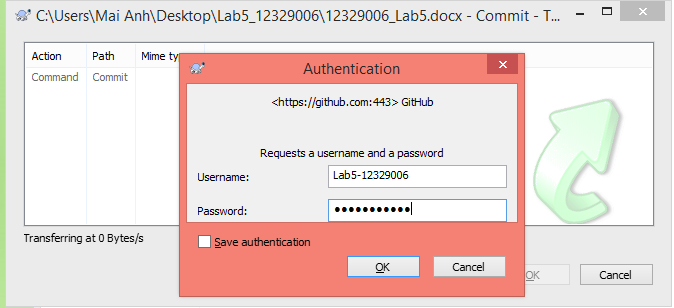 C:\Users\Mai Anh\Desktop\Lab5_12329006\12329006_Lab5.docx - Commit - T...
Action Path Mime type
Command Commit
Authentication
<https://github.com:443> GitHub
Requests a username and a password
Username: Lab5-12329006
Password: ●●●●●●●●●●●
Transferring at 0 Bytes/s
Save authentication
OK Cancel
OK Cancel